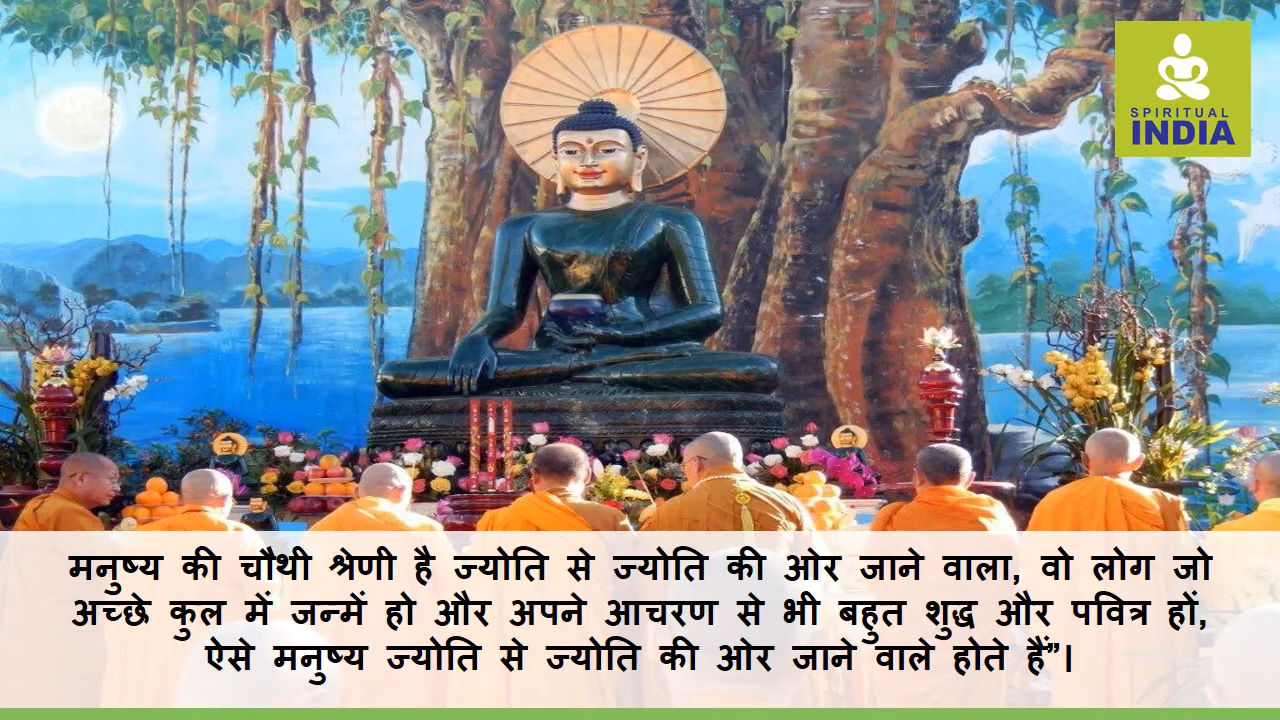 SPIRITUAL
INDIA
मनुष्य की चौथी श्रेणी है ज्योति से ज्योति की ओर जाने वाला, वो लोग जो
अच्छे कुल में जन्में हो और अपने आचरण से भी बहुत शुद्ध और पवित्र हों,
ऐसे मनुष्य ज्योति से ज्योति की ओर जाने वाले होते हैं”।